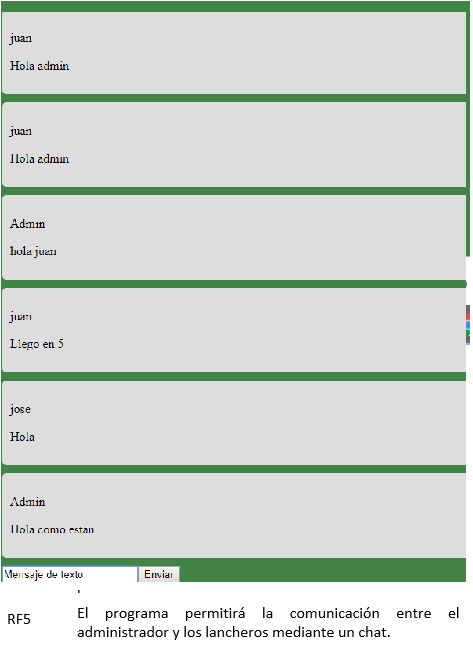 juan
Hola admin
juan
Hola admin
Admin
hola juan
juan
Llego en 5
jose
Hola
Admin
Hola como estan
Mensaje de texto Enviar
RF5 El programa permitirá la comunicación entre el
administrador y los lancheros mediante un chat.